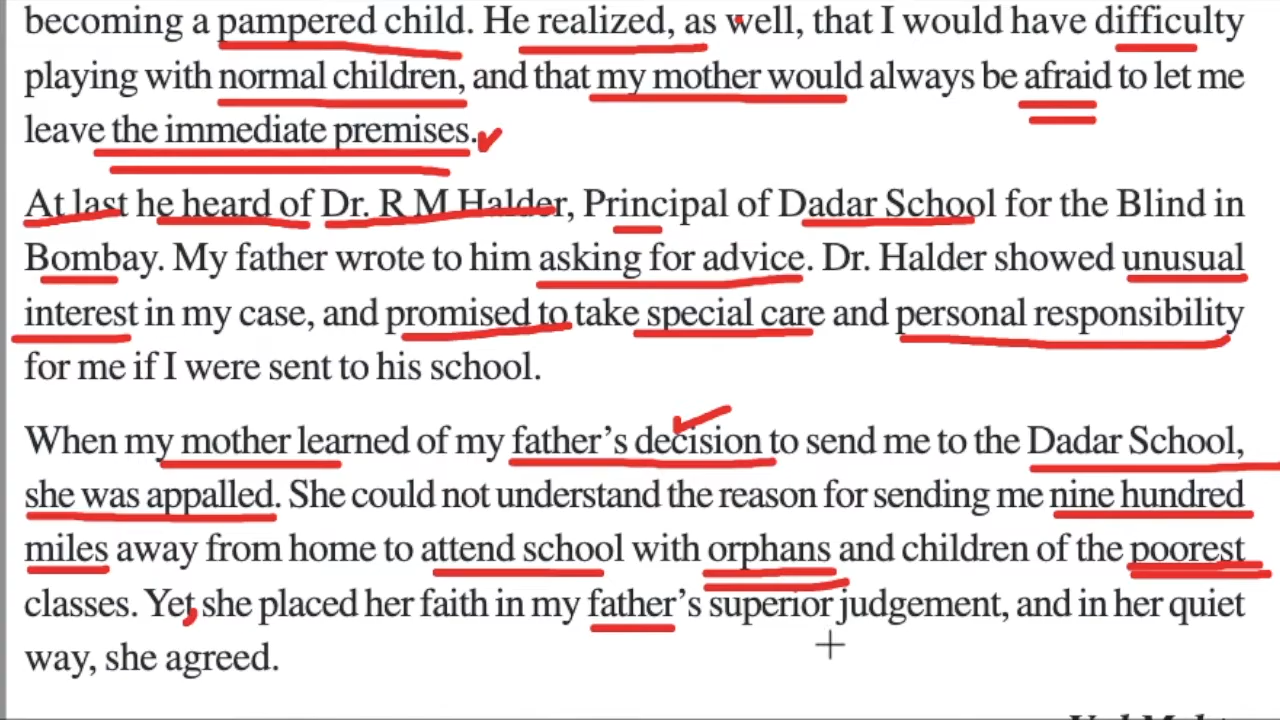 becoming a pampered child. He realized, as well, that I would have difficulty
playing with normal children, and that my mother would always be afraid to let me
leave the immediate premises.
At last he heard of Dr. R M Halder, Principal of Dadar School for the Blind in
Bombay. My father wrote to him asking for advice. Dr. Halder showed unusual
interest in my case, and promised to take special care and personal responsibility
for me if I were sent to his school.
When my mother learned of my father’s decision to send me to the Dadar School,
she was appalled. She could not understand the reason for sending me nine hundred
miles away from home to attend school with orphans and children of the poorest
classes. Yet, she placed her faith in my father’s superior judgement, and in her quiet
way, she agreed.